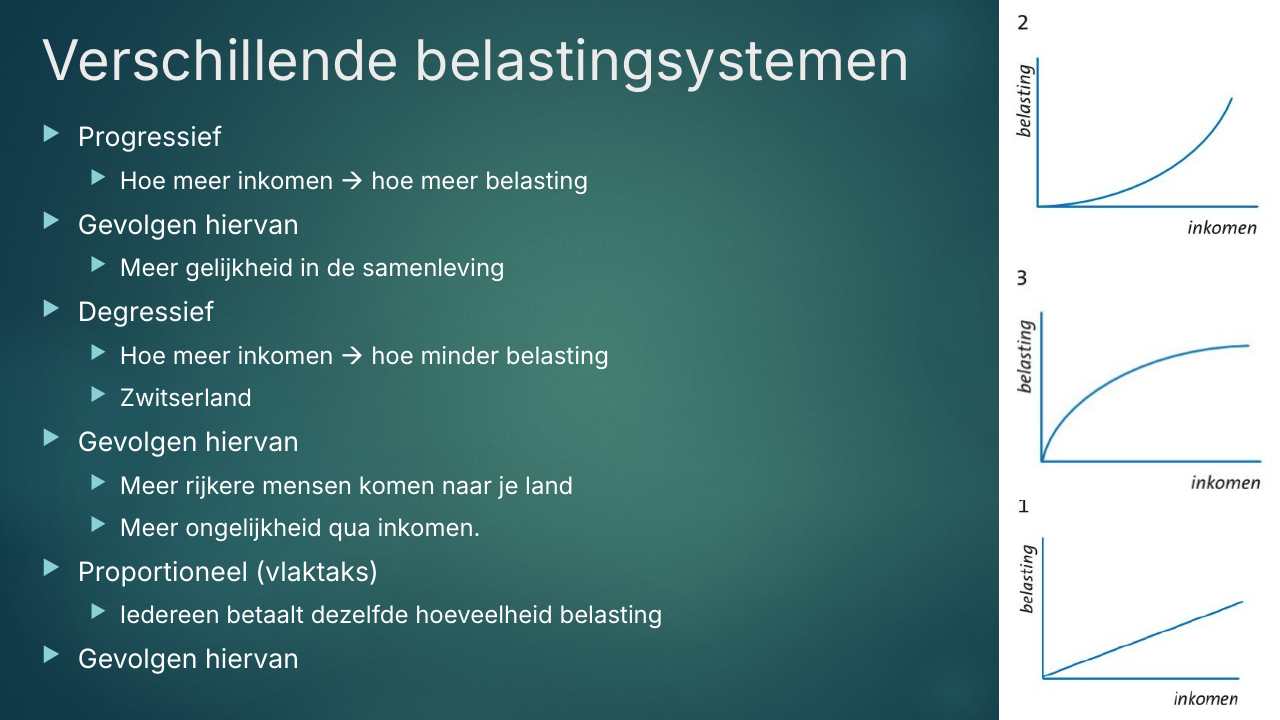 Verschillende belastingsystemen
Progressief
Hoe meer inkomen → hoe meer belasting
Gevolgen hiervan
Meer gelijkheid in de samenleving
Degressief
Hoe meer inkomen → hoe minder belasting
Zwitserland
Gevolgen hiervan
Meer rijkere mensen komen naar je land
Meer ongelijkheid qua inkomen.
Proportioneel (vlaktaks)
Iedereen betaalt dezelfde hoeveelheid belasting
Gevolgen hiervan
2
belasting
inkomen
3
belasting
inkomen
1
belasting
inkomen